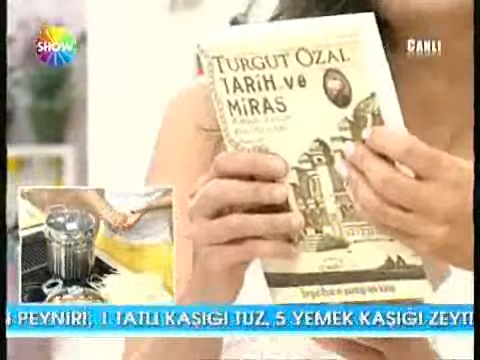 SHOW
CANLI
TURGUT ÖZAL
TARİH ve
MİRAS
PEYNİRİ, 1 TATLI KAŞIĞI TUZ, 5 YEMEK KAŞIĞI ZEYT